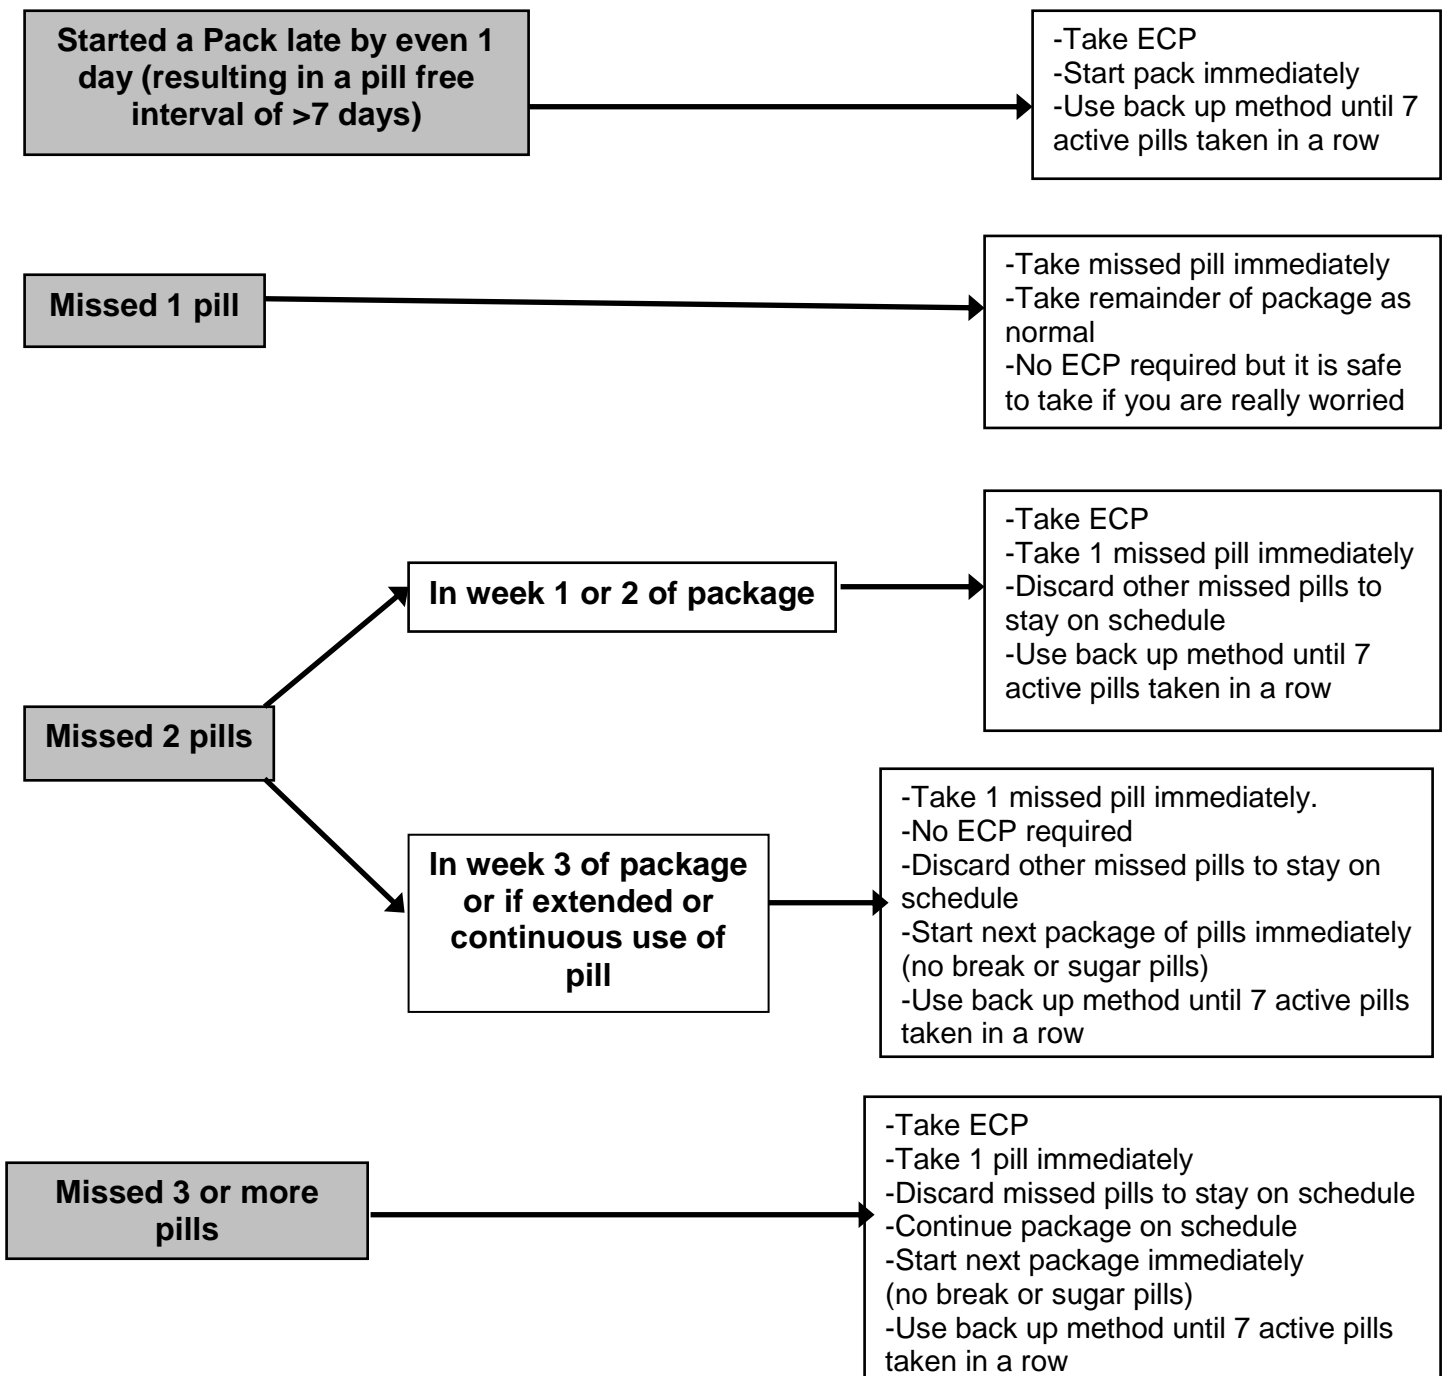 Started a Pack late by even 1
day (resulting in a pill free
interval of >7 days)
-Take ECP
-Start pack immediately
-Use back up method until 7
active pills taken in a row
Missed 1 pill
-Take missed pill immediately
-Take remainder of package as
normal
-No ECP required but it is safe
to take if you are really worried
Missed 2 pills
In week 1 or 2 of package
-Take ECP
-Take 1 missed pill immediately
-Discard other missed pills to
stay on schedule
-Use back up method until 7
active pills taken in a row
In week 3 of package
or if extended or
continuous use of
pill
-Take 1 missed pill immediately.
-No ECP required
-Discard other missed pills to stay on
schedule
-Start next package of pills immediately
(no break or sugar pills)
-Use back up method until 7 active pills
taken in a row
Missed 3 or more
pills
-Take ECP
-Take 1 pill immediately
-Discard missed pills to stay on schedule
-Continue package on schedule
-Start next package immediately
(no break or sugar pills)
-Use back up method until 7 active pills
taken in a row